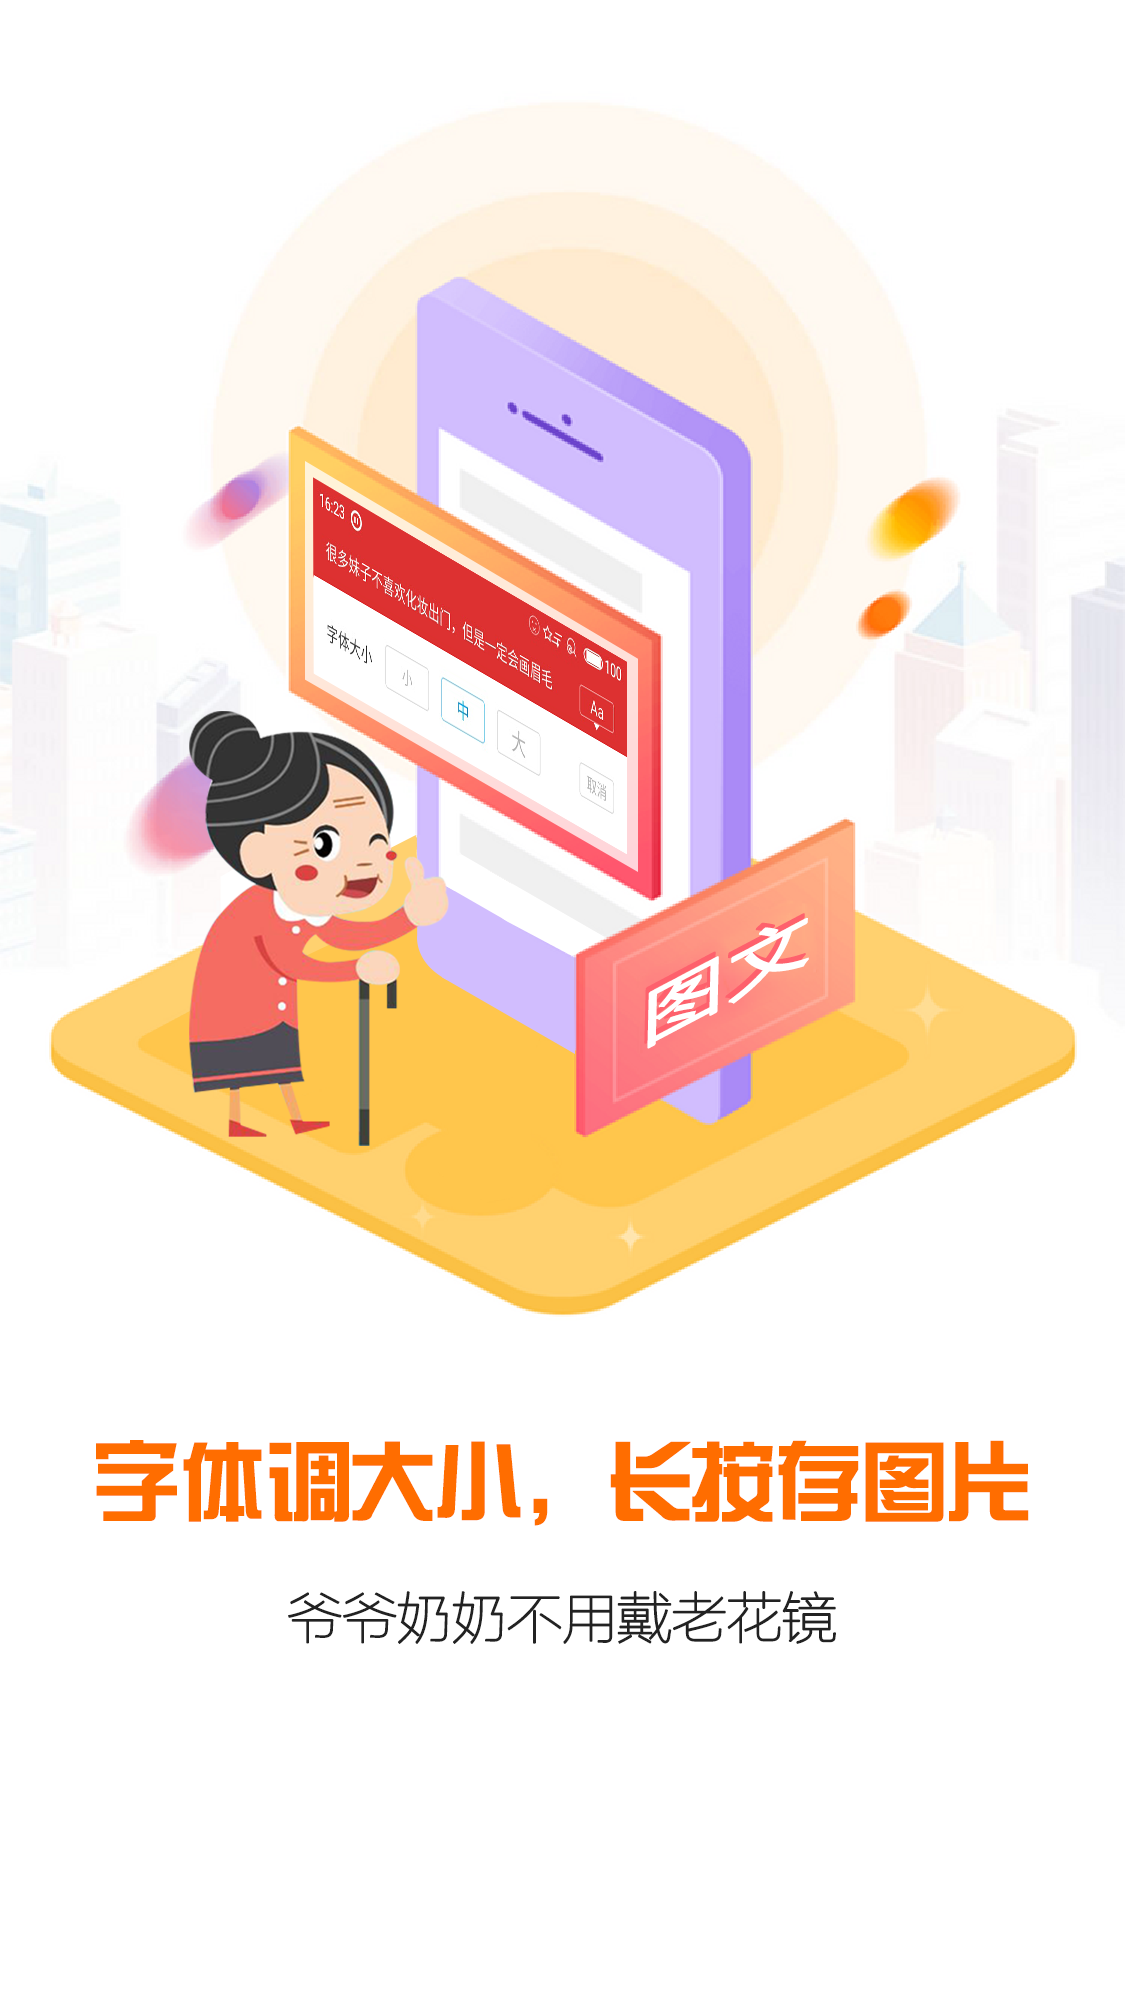 16:23
100
很多妹子不喜欢化妆出门，但是一定会画眉毛
Aa
字体大小
小
中
大
取消
图文
字体调大小，长按存图片
爷爷奶奶不用戴老花镜